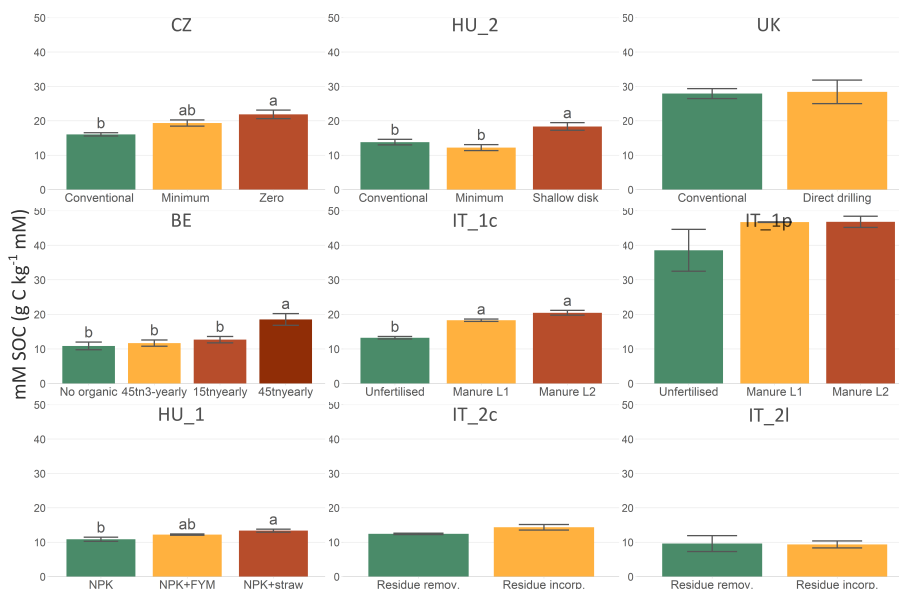 CZ
HU_2
UK
50
40
30
20
10
0
b
ab
a
Conventional
Minimum
Zero
50
40
30
20
10
0
b
b
a
Conventional
Minimum
Shallow disk
50
40
30
20
10
0
Conventional
Direct drilling
mM SOC (g C kg-1 mM)
BE
IT_1c
IT_1p
50
40
30
20
10
0
b
b
b
a
No organic
45tn3-yearly
15tnyearly
45tnyearly
50
40
30
20
10
0
b
a
a
Unfertilised
Manure L1
Manure L2
50
40
30
20
10
0
Unfertilised
Manure L1
Manure L2
HU_1
IT_2c
IT_2l
50
40
30
20
10
0
b
ab
a
NPK
NPK+FYM
NPK+straw
50
40
30
20
10
0
Residue remov.
Residue incorp.
50
40
30
20
10
0
Residue remov.
Residue incorp.